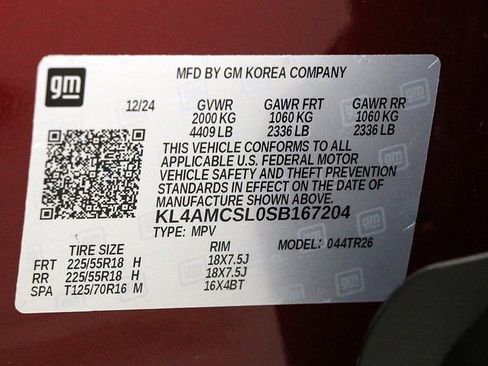 gm
MFD BY GM KOREA COMPANY
12/24 GVWR GAWR FRT GAWR RR
2000 KG 1060 KG 1060 KG
4409 LB 2336 LB 2336 LB
THIS VEHICLE CONFORMS TO ALL
APPLICABLE U.S. FEDERAL MOTOR
VEHICLE SAFETY AND THEFT PREVENTION
STANDARDS IN EFFECT ON THE DATE OF
MANUFACTURE SHOWN ABOVE.
KL4AMCSL0SB167204
TYPE: MPV
TIRE SIZE RIM MODEL: 044TR26
FRT 225/55R18 H 18X7.5J
RR 225/55R18 H 18X7.5J
SPA T125/70R16 M 16X4BT